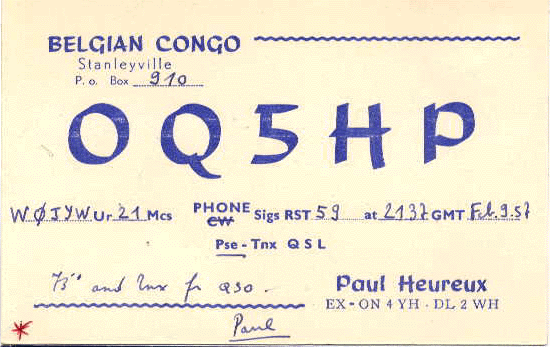 BELGIAN CONGO
Stanleyville
P. o. Box 910
OQ5HP
WØJYW Ur 21 Mcs PHONE CW Sigs RST 59 at 2137 GMT Feb. 9. 57
Pse - Tnx QSL
73" and tnx fr QSO -
Paul Heureux
EX - ON 4 YH · DL 2 WH
Paul